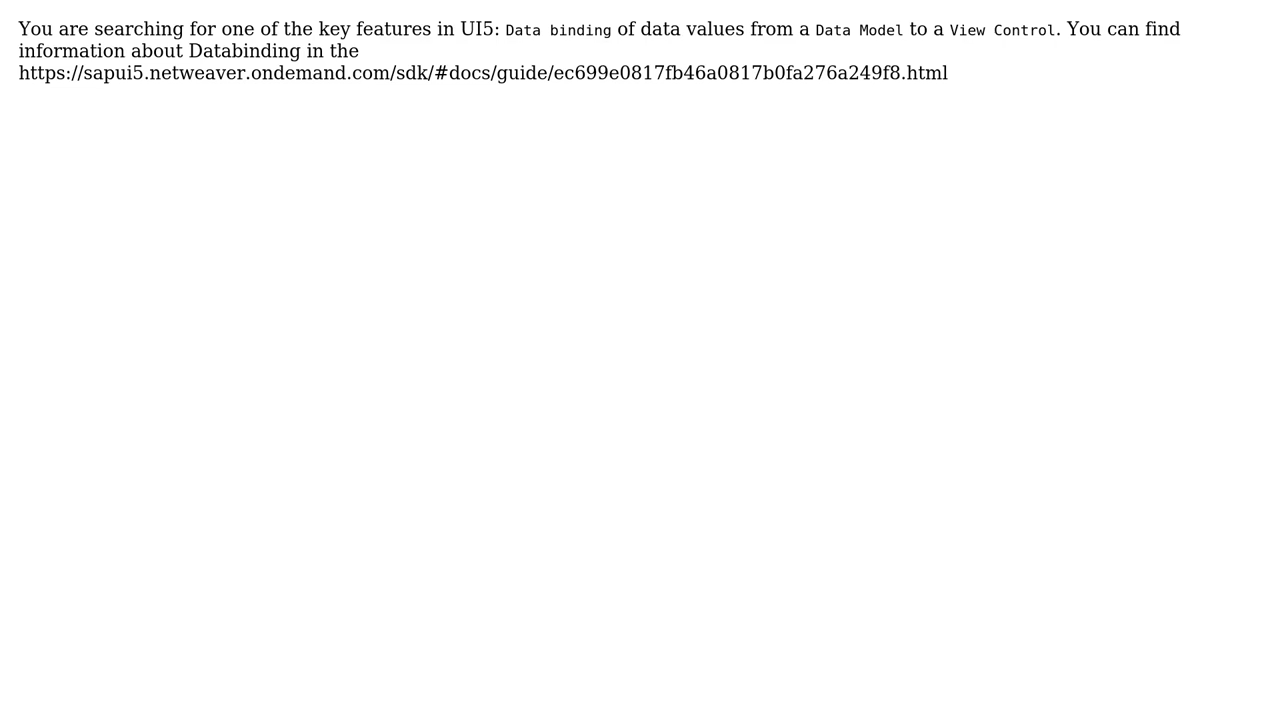 You are searching for one of the key features in UI5: Data binding of data values from a Data Model to a View Control. You can find
information about Databinding in the
https://sapui5.netweaver.ondemand.com/sdk/#docs/guide/ec699e0817fb46a0817b0fa276a249f8.html